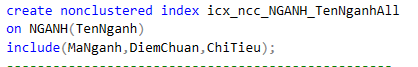 create nonclustered index icx_ncc_NGANH_TenNganhAll
on NGANH(TenNganh)
include(MaNganh,DiemChuan,ChiTieu);
--------------------------------------------------